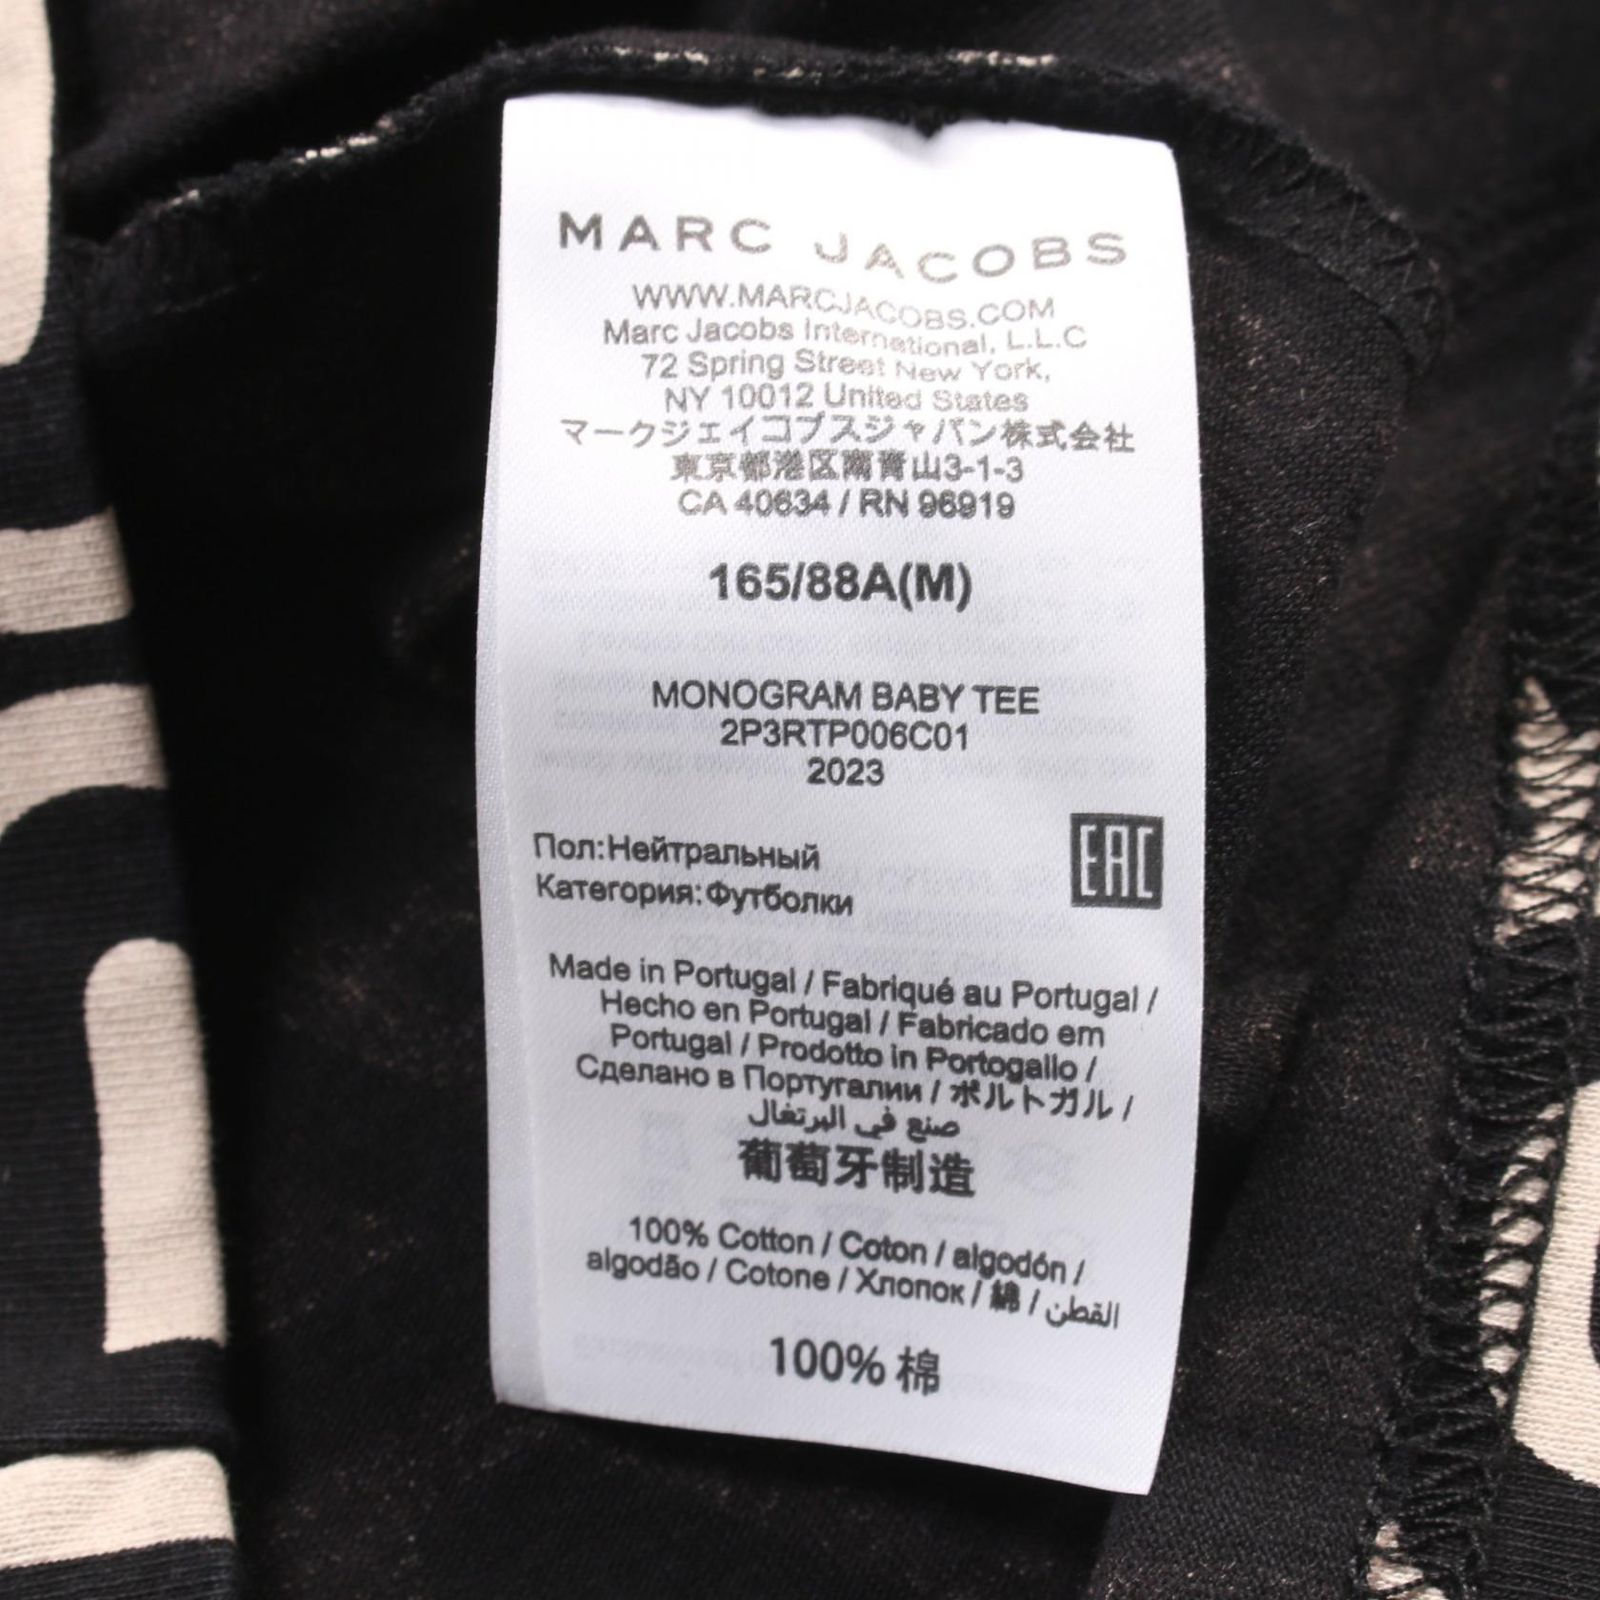 MARC JACOBS
WWW.MARCJACOBS.COM
Marc Jacobs International, L.L.C
72 Spring Street New York,
NY 10012 United States
マークジェイコブスジャパン株式会社
東京都港区南青山3-1-3
CA 40634 / RN 96919
165/88A(M)
MONOGRAM BABY TEE
2P3RTP006C01
2023
Пол:Нейтральный
Категория:Футболки
EAC
Made in Portugal / Fabriqué au Portugal /
Hecho en Portugal / Fabricado em
Portugal / Prodotto in Portogallo /
Сделано в Португалии / ポルトガル /
صنع في البرتغال
葡萄牙制造
100% Cotton / Coton / algodón /
algodão / Cotone / Хлопок / 綿 / القطن
100% 棉